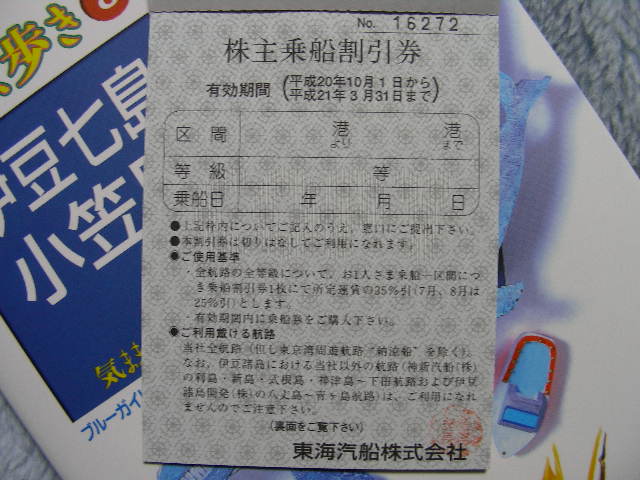 No. 16272
株主乗船割引券
有効期間 (平成20年10月1日から
平成21年3月31日まで)
区間 港より 港まで
等級 等
乗船日 年 月 日
●上記枠内についてご記入のうえ、窓口にご提出下さい。
●本割引券は切りはなしてご利用になれます。
●ご使用基準
・全航路の全等級について、お1人さま乗船一区間につ
き乗船割引券1枚にて所定運賃の35%引(7月、8月は
25%引)とします。
・有効期間内に乗船券をご購入下さい。
●ご利用戴ける航路
当社全航路(但し東京湾周遊航路"納涼船"を除く)。
なお、伊豆諸島における当社以外の航路(神新汽船(株)
の利島・新島・式根島・神津島〜下田航路および伊豆
諸島開発(株)の八丈島〜青ヶ島航路)は、ご利用になれ
ませんのでご注意下さい。
(裏面をご覧下さい)
東海汽船株式会社
歩き
伊豆七島
小笠
気まま
ブルーガイ